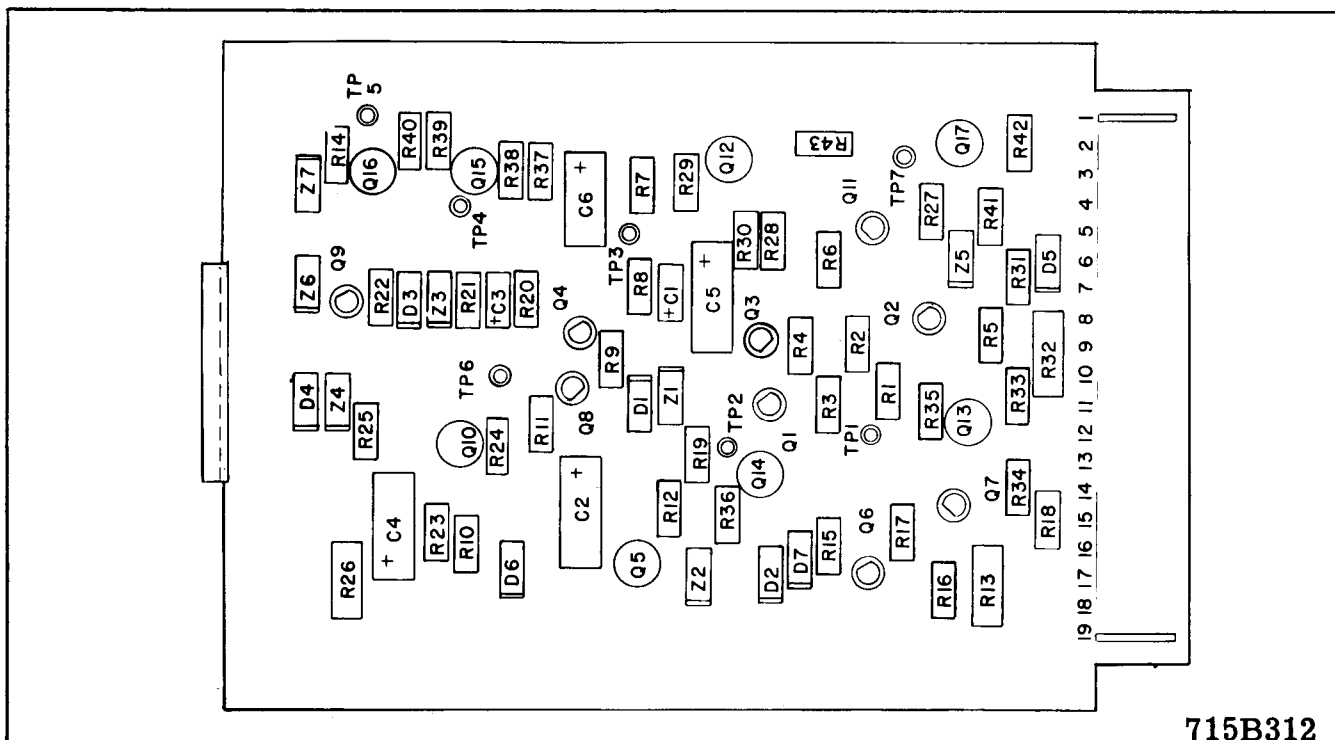 TP
5
Z7
R14
Q16
R40
R39
Q15
TP4
R38
R37
C6
+
R7
R29
Q12
R43
TP7
Q17
R42
Q11
R27
R41
Z6
Q9
R22
D3
Z3
R21
+C3
R20
Q4
TP3
R8
+C1
C5
+
R30
R28
R6
Z5
R31
D5
Q3
Q2
R9
R4
R2
R5
R32
D4
Z4
R25
TP6
Q10
R24
R11
Q8
D1
Z1
TP2
Q1
R3
R1
TP1
R35
Q13
R33
R19
Q14
C4
+
R23
R10
R26
D6
C2
+
Q5
R12
R36
Z2
D2
D7
R15
Q6
R17
Q7
R34
R18
R16
R13
1
2
3
4
5
6
7
8
9
10
11
12
13
14
15
16
17
18
19
715B312